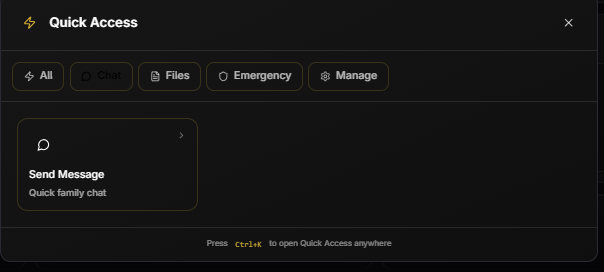 Quick Access
All Chat Files Emergency Manage
Send Message
Quick family chat
Press Ctrl+K to open Quick Access anywhere